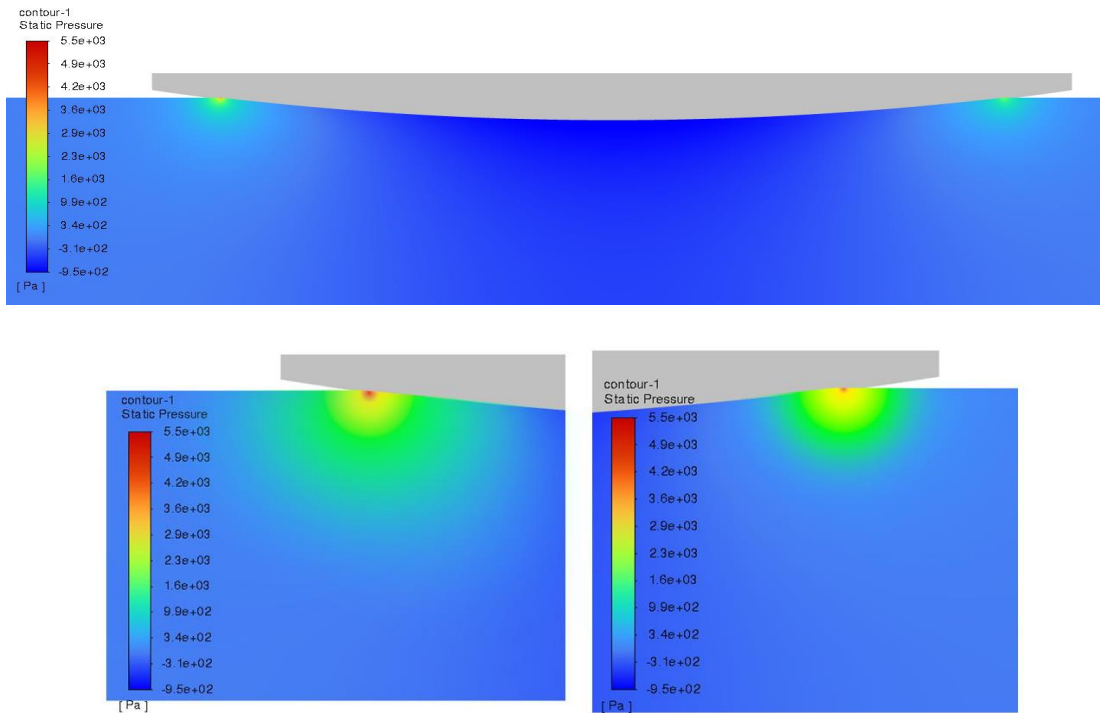 contour-1
Static Pressure
5.5e+03
4.9e+03
4.2e+03
3.6e+03
2.9e+03
2.3e+03
1.6e+03
9.9e+02
3.4e+02
-3.1e+02
-9.5e+02
[ Pa ]
contour-1
Static Pressure
5.5e+03
4.9e+03
4.2e+03
3.6e+03
2.9e+03
2.3e+03
1.6e+03
9.9e+02
3.4e+02
-3.1e+02
-9.5e+02
[ Pa ]
contour-1
Static Pressure
5.5e+03
4.9e+03
4.2e+03
3.6e+03
2.9e+03
2.3e+03
1.6e+03
9.9e+02
3.4e+02
-3.1e+02
-9.5e+02
[ Pa ]